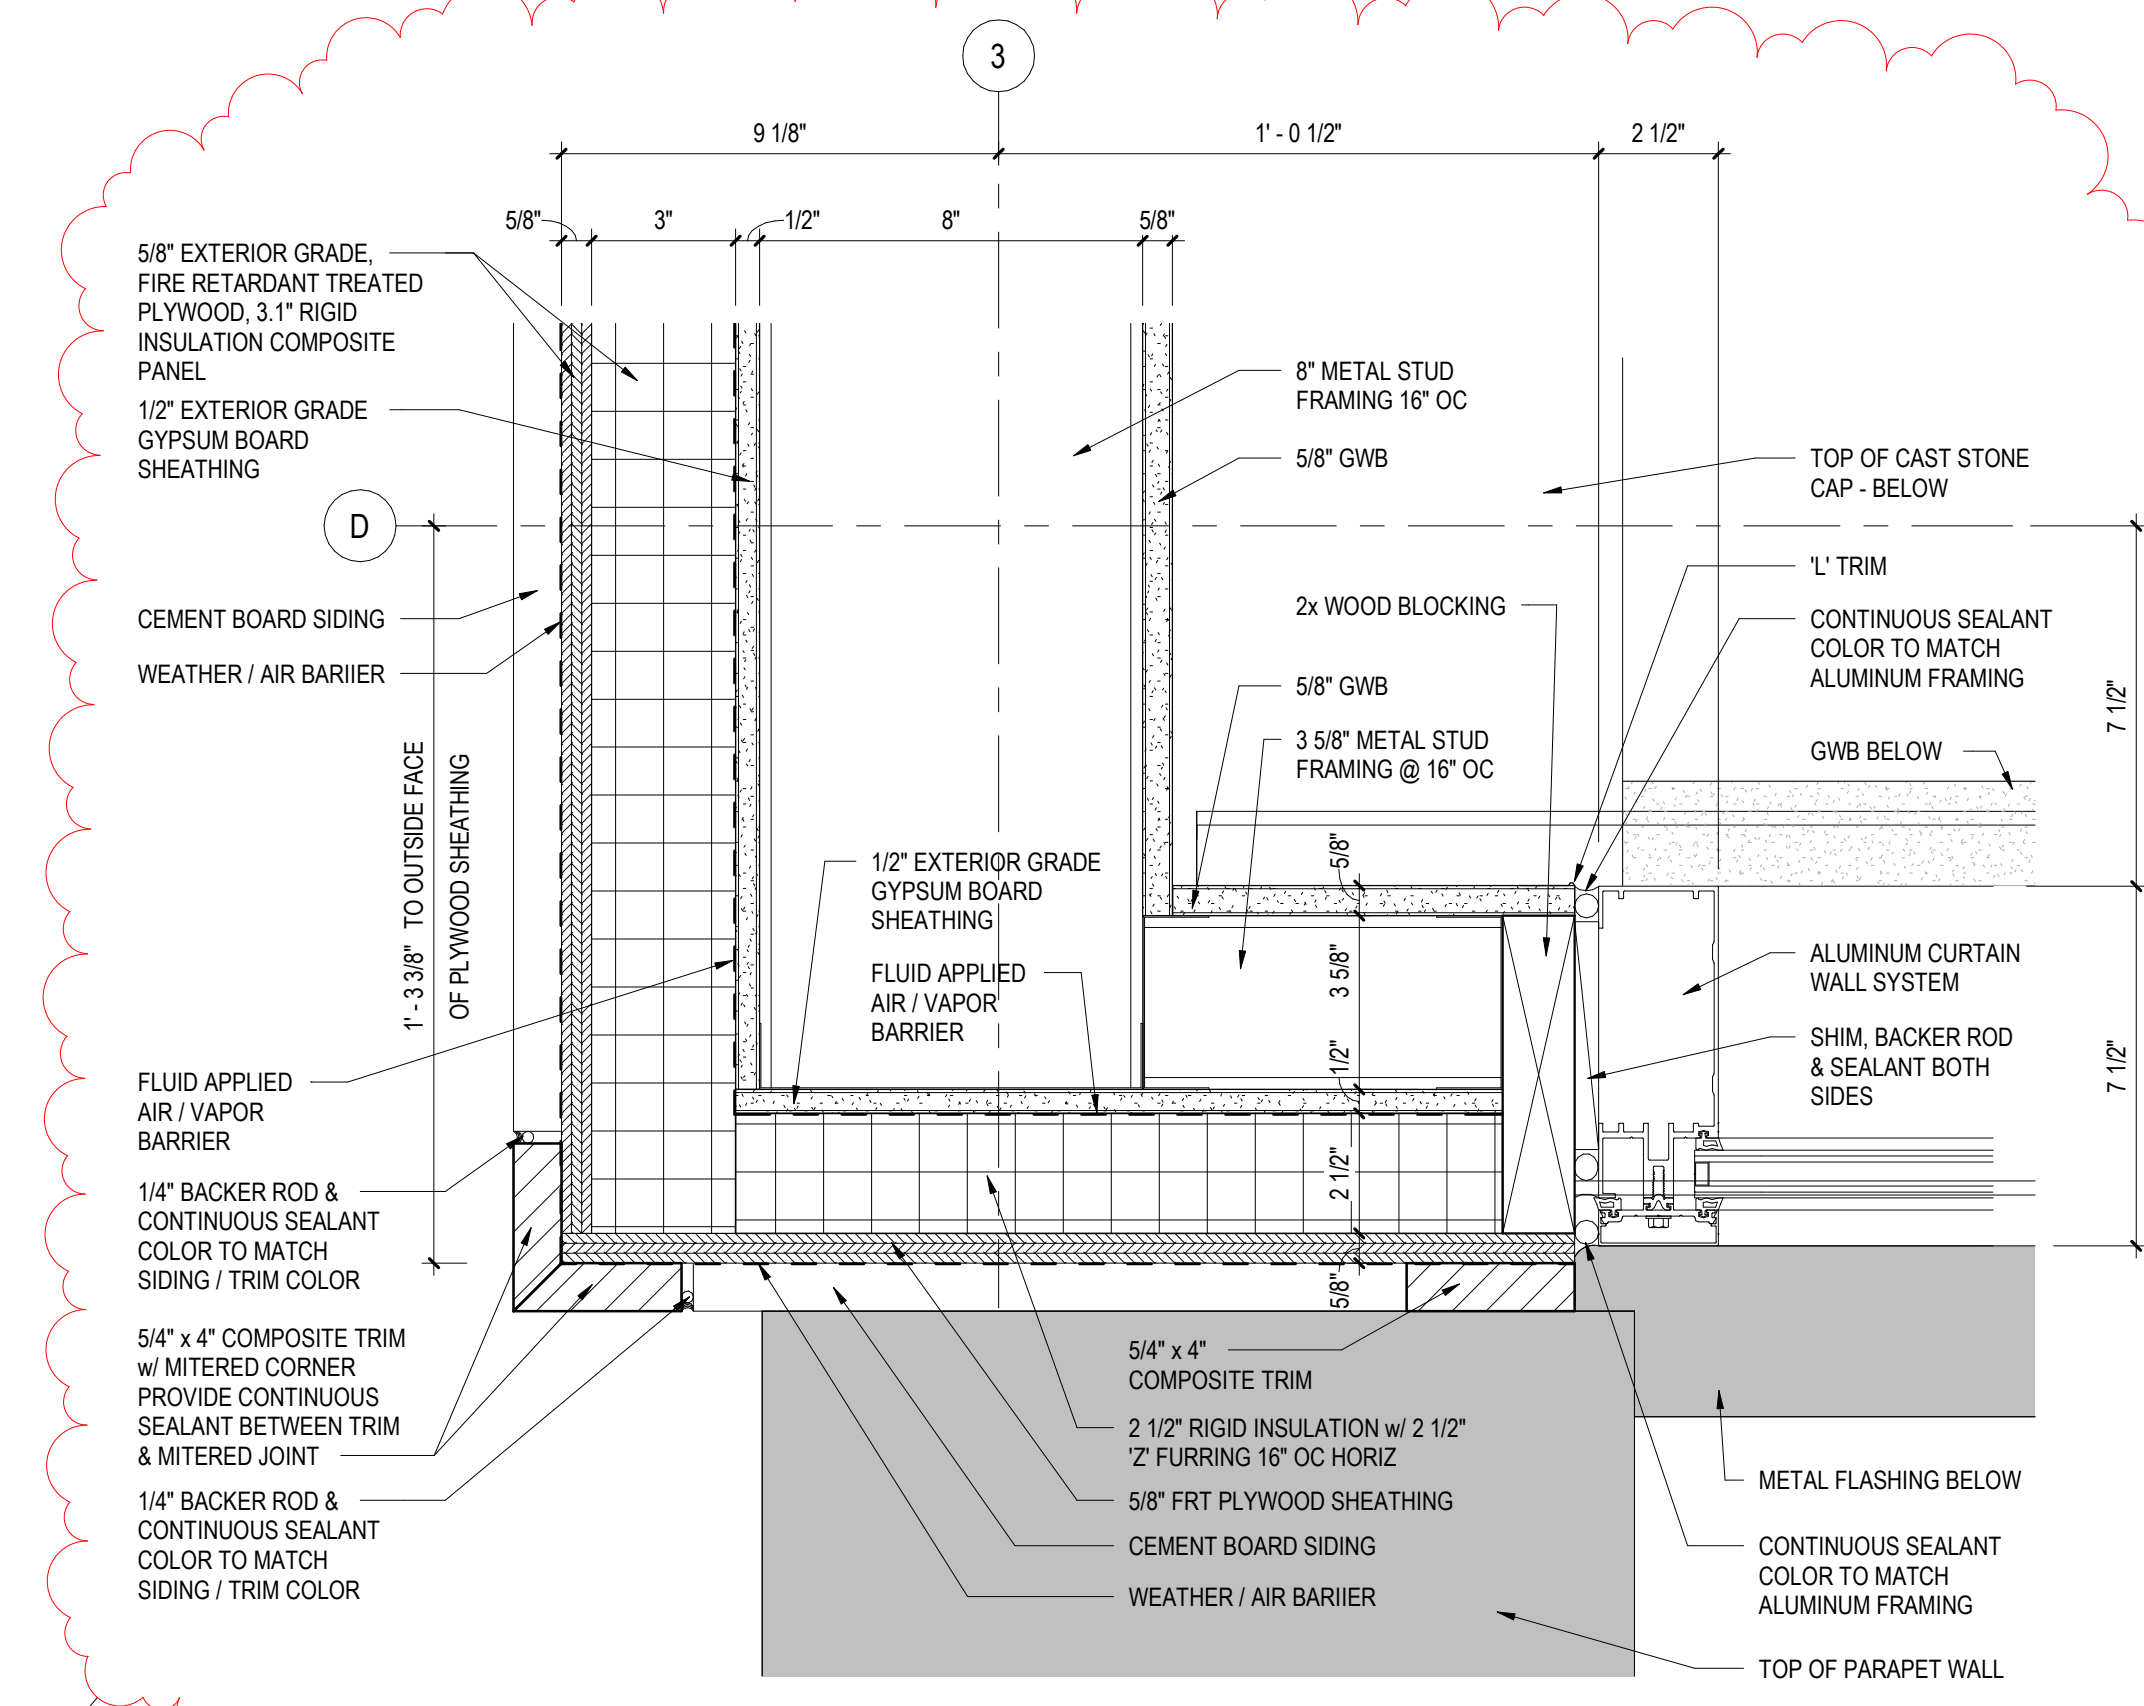 3
9 1/8"
1' - 0 1/2"
2 1/2"
5/8"
3"
1/2"
8"
5/8"
5/8" EXTERIOR GRADE,
FIRE RETARDANT TREATED
PLYWOOD, 3.1" RIGID
INSULATION COMPOSITE
PANEL
1/2" EXTERIOR GRADE
GYPSUM BOARD
SHEATHING
D
CEMENT BOARD SIDING
WEATHER / AIR BARIIER
1' - 3 3/8" TO OUTSIDE FACE
OF PLYWOOD SHEATHING
FLUID APPLIED
AIR / VAPOR
BARRIER
1/4" BACKER ROD &
CONTINUOUS SEALANT
COLOR TO MATCH
SIDING / TRIM COLOR
5/4" x 4" COMPOSITE TRIM
w/ MITERED CORNER
PROVIDE CONTINUOUS
SEALANT BETWEEN TRIM
& MITERED JOINT
1/4" BACKER ROD &
CONTINUOUS SEALANT
COLOR TO MATCH
SIDING / TRIM COLOR
8" METAL STUD
FRAMING 16" OC
5/8" GWB
2x WOOD BLOCKING
5/8" GWB
3 5/8" METAL STUD
FRAMING @ 16" OC
1/2" EXTERIOR GRADE
GYPSUM BOARD
SHEATHING
FLUID APPLIED
AIR / VAPOR
BARRIER
5/8"
3 5/8"
1/2"
2 1/2"
5/8"
5/4" x 4"
COMPOSITE TRIM
2 1/2" RIGID INSULATION w/ 2 1/2"
'Z' FURRING 16" OC HORIZ
5/8" FRT PLYWOOD SHEATHING
CEMENT BOARD SIDING
WEATHER / AIR BARIIER
TOP OF CAST STONE
CAP - BELOW
'L' TRIM
CONTINUOUS SEALANT
COLOR TO MATCH
ALUMINUM FRAMING
7 1/2"
GWB BELOW
ALUMINUM CURTAIN
WALL SYSTEM
SHIM, BACKER ROD
& SEALANT BOTH
SIDES
7 1/2"
METAL FLASHING BELOW
CONTINUOUS SEALANT
COLOR TO MATCH
ALUMINUM FRAMING
TOP OF PARAPET WALL